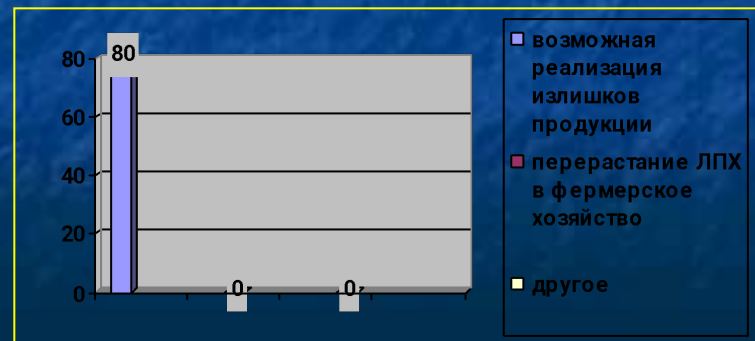 80
80
60
40
20
0
0
0
возможная
реализация
излишков
продукции
перерастание ЛПХ
в фермерское
хозяйство
другое